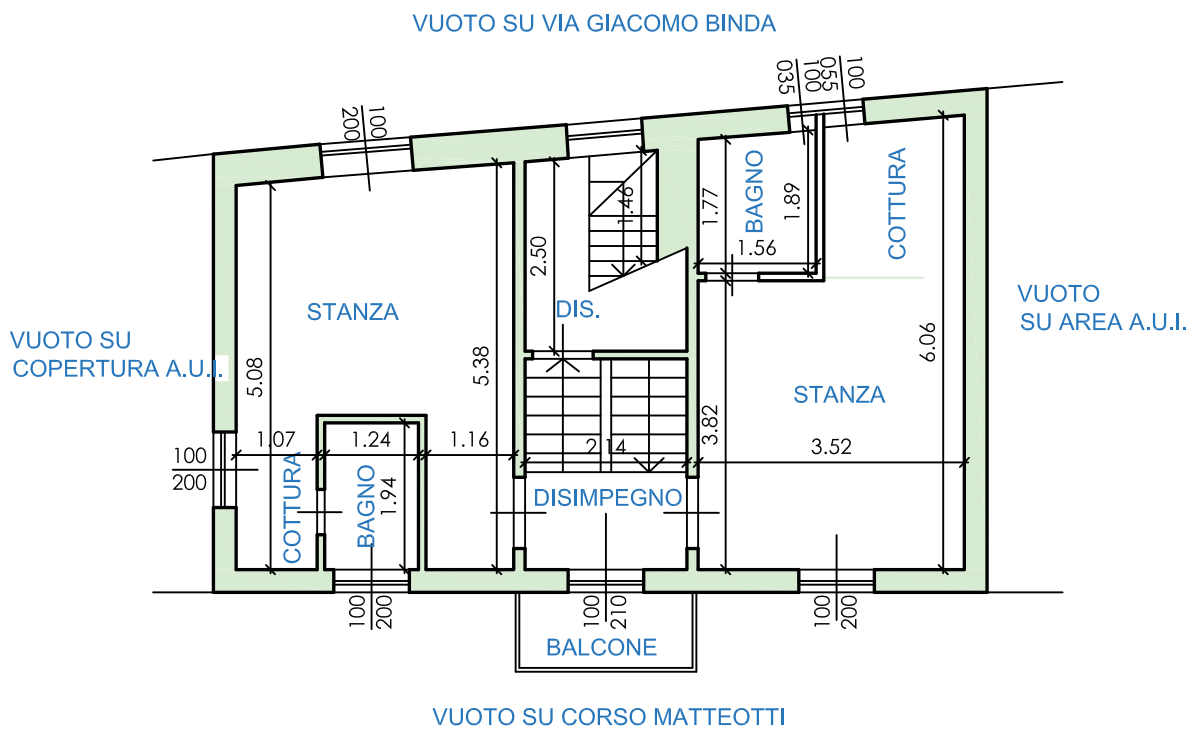 VUOTO SU VIA GIACOMO BINDA
100
200
035
100
055
100
BAGNO
COTTURA
1.46
1.77
1.89
2.50
1.56
STANZA
DIS.
VUOTO
SU AREA A.U.I.
VUOTO SU
COPERTURA A.U.I.
5.08
5.38
6.06
STANZA
3.82
1.07
1.24
1.16
2.14
3.52
100
200
COTTURA
BAGNO
1.94
DISIMPEGNO
100
200
100
210
100
200
BALCONE
VUOTO SU CORSO MATTEOTTI